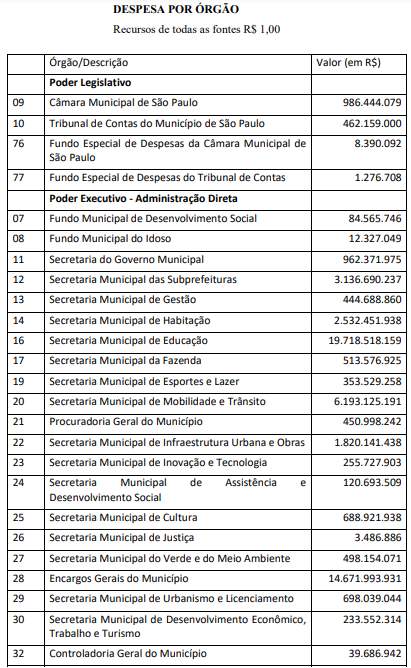 DESPESA POR ÓRGÃO
Recursos de todas as fontes R$ 1,00
Órgão/Descrição Valor (em R$)
Poder Legislativo
09 Câmara Municipal de São Paulo 986.444.079
10 Tribunal de Contas do Município de São Paulo 462.159.000
76 Fundo Especial de Despesas da Câmara Municipal de 8.390.092
São Paulo
77 Fundo Especial de Despesas do Tribunal de Contas 1.276.708
Poder Executivo - Administração Direta
07 Fundo Municipal de Desenvolvimento Social 84.565.746
08 Fundo Municipal do Idoso 12.327.049
11 Secretaria do Governo Municipal 962.371.975
12 Secretaria Municipal das Subprefeituras 3.136.690.237
13 Secretaria Municipal de Gestão 444.688.860
14 Secretaria Municipal de Habitação 2.532.451.938
16 Secretaria Municipal de Educação 19.718.518.159
17 Secretaria Municipal da Fazenda 513.576.925
19 Secretaria Municipal de Esportes e Lazer 353.529.258
20 Secretaria Municipal de Mobilidade e Trânsito 6.193.125.191
21 Procuradoria Geral do Município 450.998.242
22 Secretaria Municipal de Infraestrutura Urbana e Obras 1.820.141.438
23 Secretaria Municipal de Inovação e Tecnologia 255.727.903
24 Secretaria Municipal de Assistência e 120.693.509
Desenvolvimento Social
25 Secretaria Municipal de Cultura 688.921.938
26 Secretaria Municipal de Justiça 3.486.886
27 Secretaria Municipal do Verde e do Meio Ambiente 498.154.071
28 Encargos Gerais do Município 14.671.993.931
29 Secretaria Municipal de Urbanismo e Licenciamento 698.039.044
30 Secretaria Municipal de Desenvolvimento Econômico, 233.552.314
Trabalho e Turismo
32 Controladoria Geral do Município 39.686.942